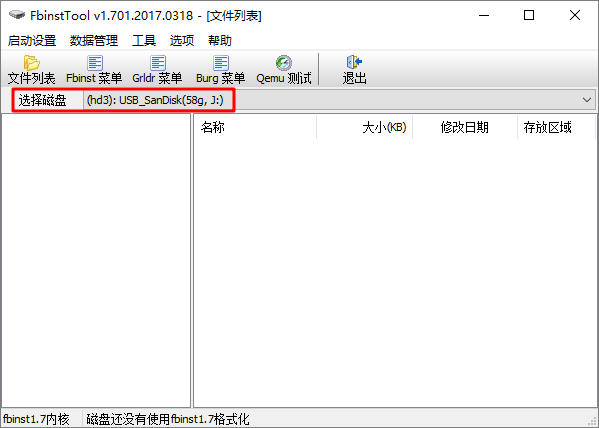 FbinstTool v1.701.2017.0318 - [文件列表]
启动设置 数据管理 工具 选项 帮助
文件列表 Fbinst 菜单 Grldr 菜单 Burg 菜单 Qemu 测试 退出
选择磁盘 (hd3): USB_SanDisk(58g, J:)
名称 大小(KB) 修改日期 存放区域
fbinst1.7内核 磁盘还没有使用fbinst1.7格式化